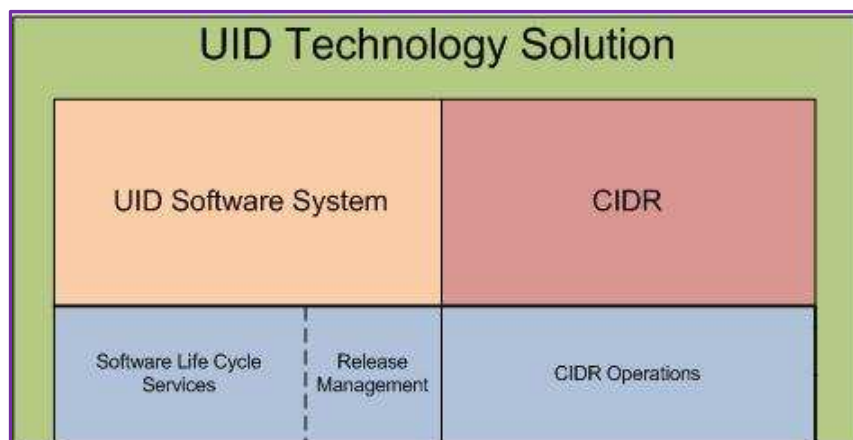 UID Technology Solution
UID Software System
CIDR
Software Life Cycle
Services
Release
Management
CIDR Operations